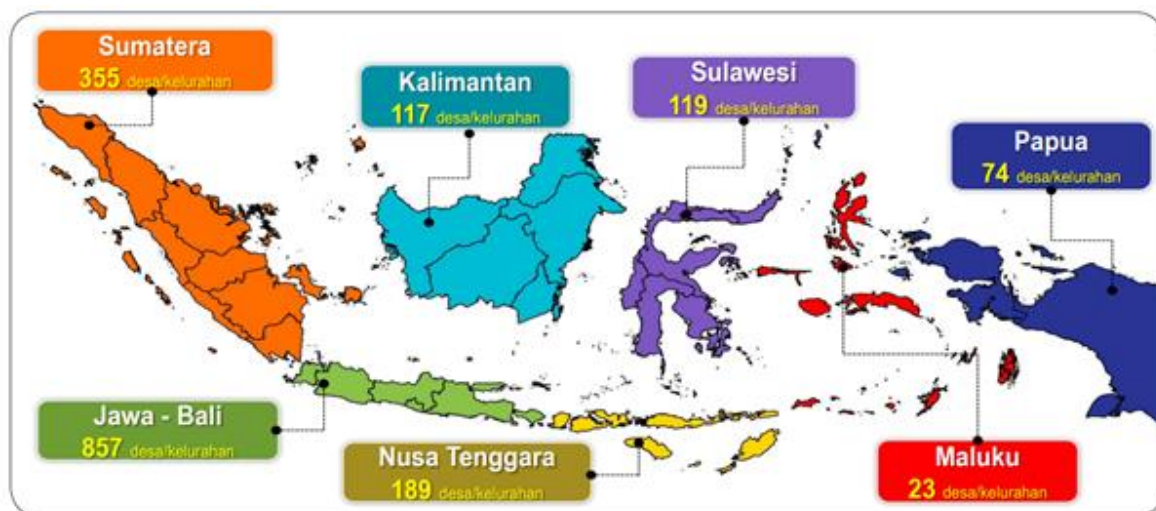 Sumatera
355 desa/kelurahan
Kalimantan
117 desa/kelurahan
Sulawesi
119 desa/kelurahan
Papua
74 desa/kelurahan
Jawa - Bali
857 desa/kelurahan
Nusa Tenggara
189 desa/kelurahan
Maluku
23 desa/kelurahan